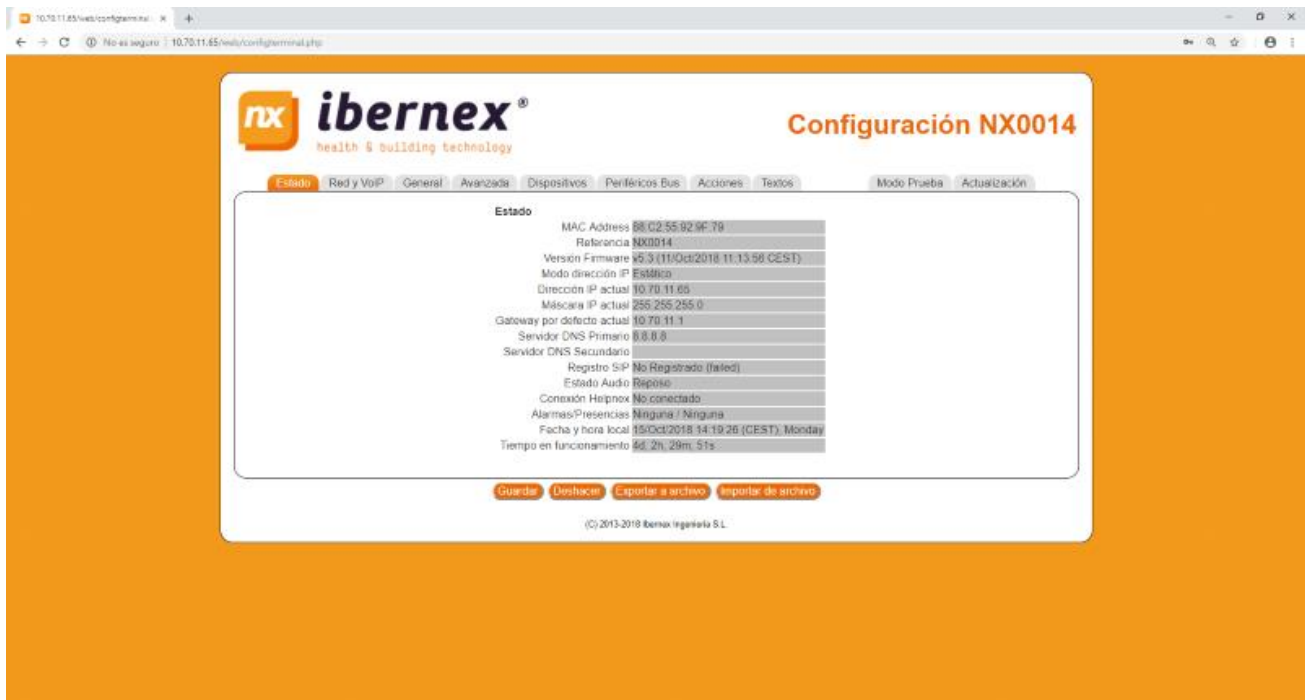 10.70.11.65/web/configterminal
No es seguro 10.70.11.65/web/configterminal.php
nx ibernex®
health & building technology
Configuración NX0014
Estado Red y VoIP General Avanzada Dispositivos Periféricos Bus Acciones Textos Modo Prueba Actualización
Estado
MAC Address 88:C2:55:92:9F:79
Referencia NX0014
Versión Firmware v5.3 (11/Oct/2018 11:13:56 CEST)
Modo dirección IP Estático
Dirección IP actual 10.70.11.65
Máscara IP actual 255.255.255.0
Gateway por defecto actual 10.70.11.1
Servidor DNS Primario 8.8.8.8
Servidor DNS Secundario
Registro SIP No Registrado (failed)
Estado Audio Reposo
Conexión Helpnex No conectado
Alarmas/Presencias Ninguna / Ninguna
Fecha y hora local 15/Oct/2018 14:19:26 (CEST), Monday
Tiempo en funcionamiento 4d, 2h, 29m, 51s
Guardar Deshacer Exportar a archivo Importar de archivo
(C) 2013-2018 Ibernex Ingeniería S.L.